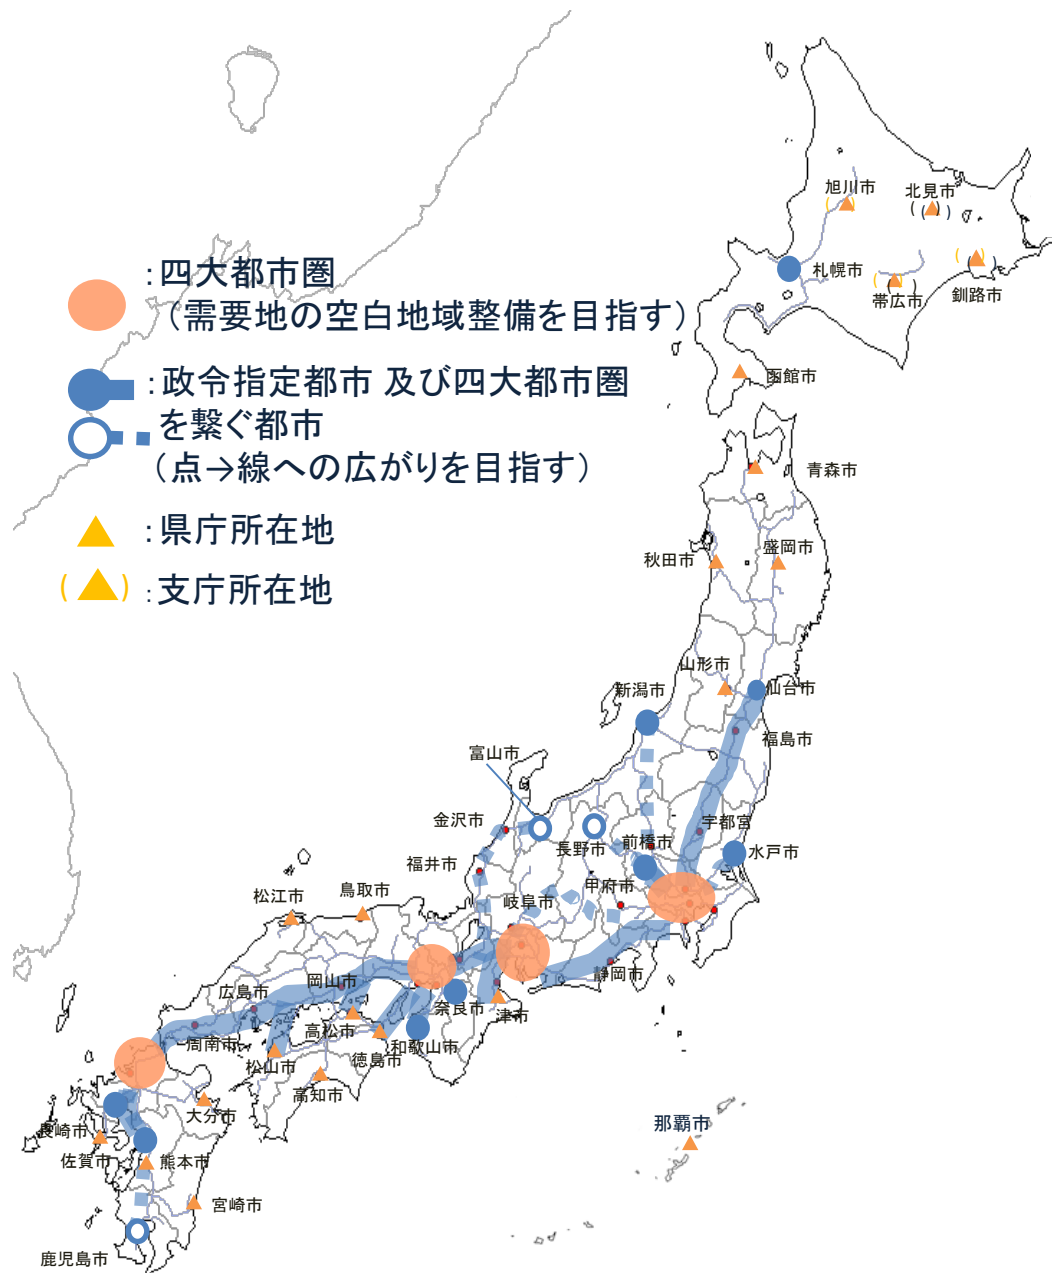 ：四大都市圏
（需要地の空白地域整備を目指す）
：政令指定都市 及び四大都市圏
を繋ぐ都市
（点→線への広がりを目指す）
：県庁所在地
（ ）：支庁所在地
旭川市
北見市
札幌市
帯広市
釧路市
函館市
青森市
秋田市
盛岡市
山形市
仙台市
新潟市
福島市
富山市
金沢市
宇都宮
長野市
前橋市
水戸市
福井市
甲府市
岐阜市
松江市
鳥取市
静岡市
岡山市
広島市
奈良市
津市
高松市
周南市
和歌山市
徳島市
松山市
高知市
大分市
長崎市
佐賀市
熊本市
宮崎市
鹿児島市
那覇市